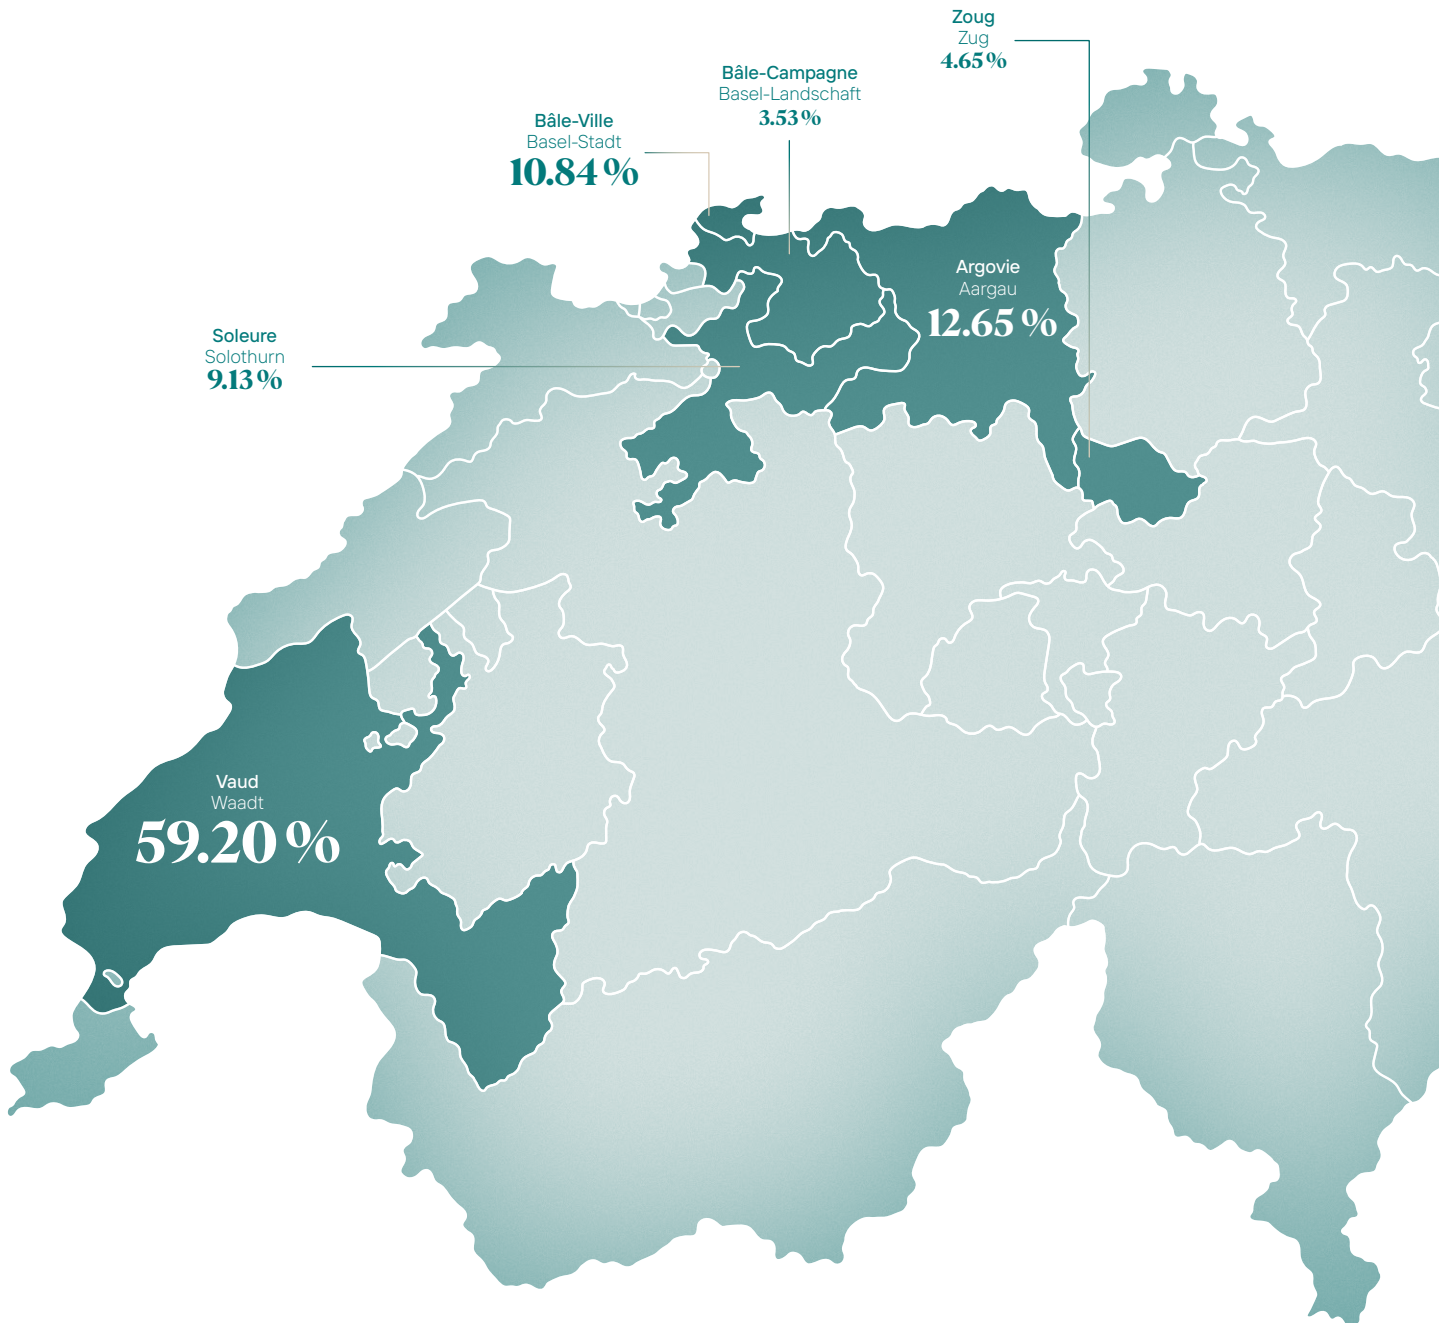 Zoug
Zug
4.65 %
Bâle-Campagne
Basel-Landschaft
3.53 %
Bâle-Ville
Basel-Stadt
10.84 %
Argovie
Aargau
12.65 %
Soleure
Solothurn
9.13 %
Vaud
Waadt
59.20 %